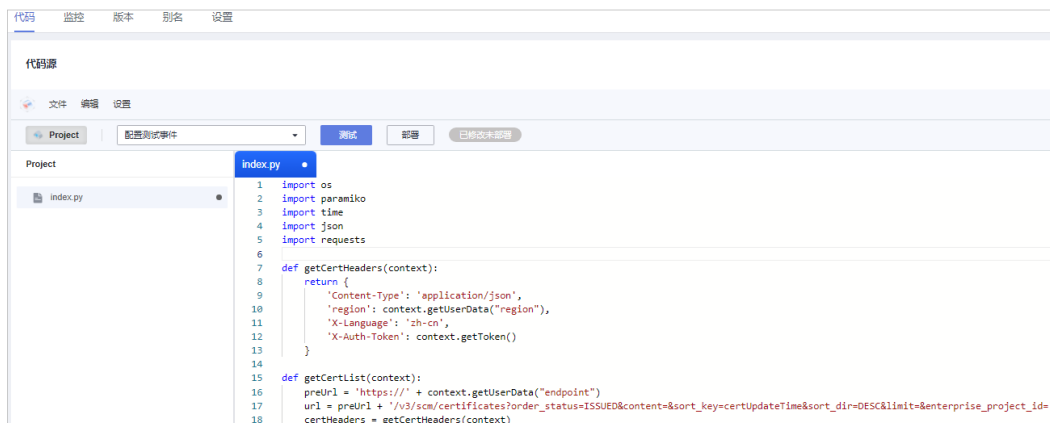 代码 监控 版本 别名 设置
代码源
文件 编辑 设置
Project 配置测试事件 测试 部署 已修改未部署
Project index.py
index.py
1 import os
2 import paramiko
3 import time
4 import json
5 import requests
6
7 def getCertHeaders(context):
8 return {
9 'Content-Type': 'application/json',
10 'region': context.getUserData("region"),
11 'X-Language': 'zh-cn',
12 'X-Auth-Token': context.getToken()
13 }
14
15 def getCertList(context):
16 preUrl = 'https://' + context.getUserData("endpoint")
17 url = preUrl + '/v3/scm/certificates?order_status=ISSUED&content=&sort_key=certUpdateTime&sort_dir=DESC&limit=&enterprise_project_id=
18 certHeaders = getCertHeaders(context)